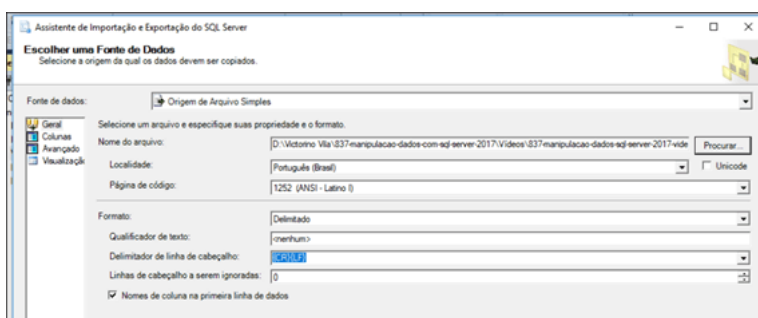 Assistente de Importação e Exportação do SQL Server
Escolher uma Fonte de Dados
Selecione a origem da qual os dados devem ser copiados.
Fonte de dados: Origem de Arquivo Simples
Geral
Colunas
Avançado
Visualizaçã
Selecione um arquivo e especifique suas propriedade e o formato.
Nome do arquivo: D:\Victorino Vila\837-manipulacao-dados-com-sql-server-2017\Vídeos\837-manipulacao-dados-sql-server-2017-vide Procurar...
Localidade: Português (Brasil) Unicode
Página de código: 1252 (ANSI - Latino I)
Formato: Delimitado
Qualificador de texto: <nenhum>
Delimitador de linha de cabeçalho: {CR}{LF}
Linhas de cabeçalho a serem ignoradas: 0
Nomes de coluna na primeira linha de dados